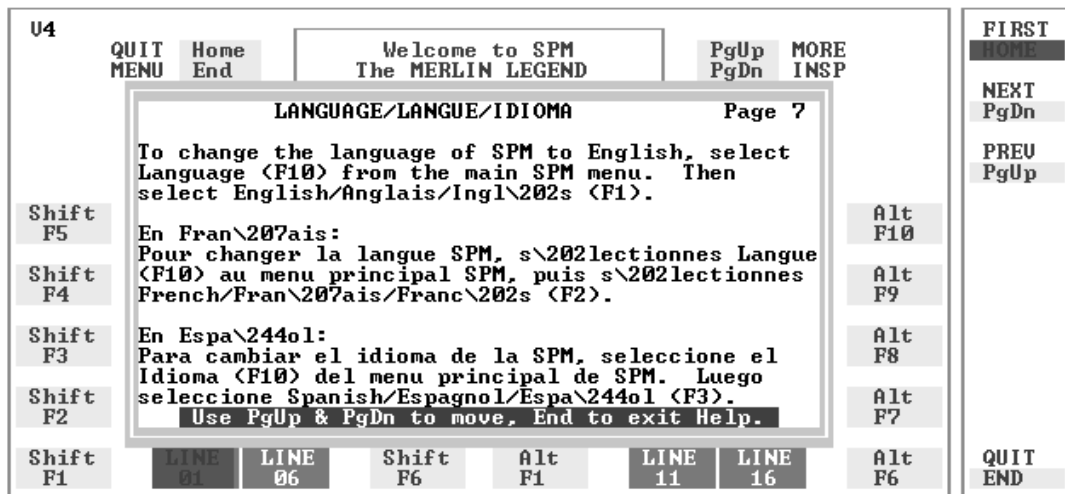 V4
QUIT Home Welcome to SPM PgUp MORE
MENU End The MERLIN LEGEND PgDn INSP
LANGUAGE/LANGUE/IDIOMA Page 7
To change the language of SPM to English, select
Language (F10) from the main SPM menu. Then
select English/Anglais/Ingl\202s (F1).
En Fran\207ais:
Pour changer la langue SPM, s\202lectionnes Langue
(F10) au menu principal SPM, puis s\202lectionnes
French/Fran\207ais/Franc\202s (F2).
En Espa\244ol:
Para cambiar el idioma de la SPM, seleccione el
Idioma (F10) del menu principal de SPM. Luego
seleccione Spanish/Espagnol/Espa\244ol (F3).
Use PgUp & PgDn to move, End to exit Help.
Shift
F5
Shift
F4
Shift
F3
Shift
F2
Alt
F10
Alt
F9
Alt
F8
Alt
F7
Shift LINE LINE Shift Alt LINE LINE Alt
F1 01 06 F6 F1 11 16 F6
FIRST
HOME
NEXT
PgDn
PREV
PgUp
QUIT
END